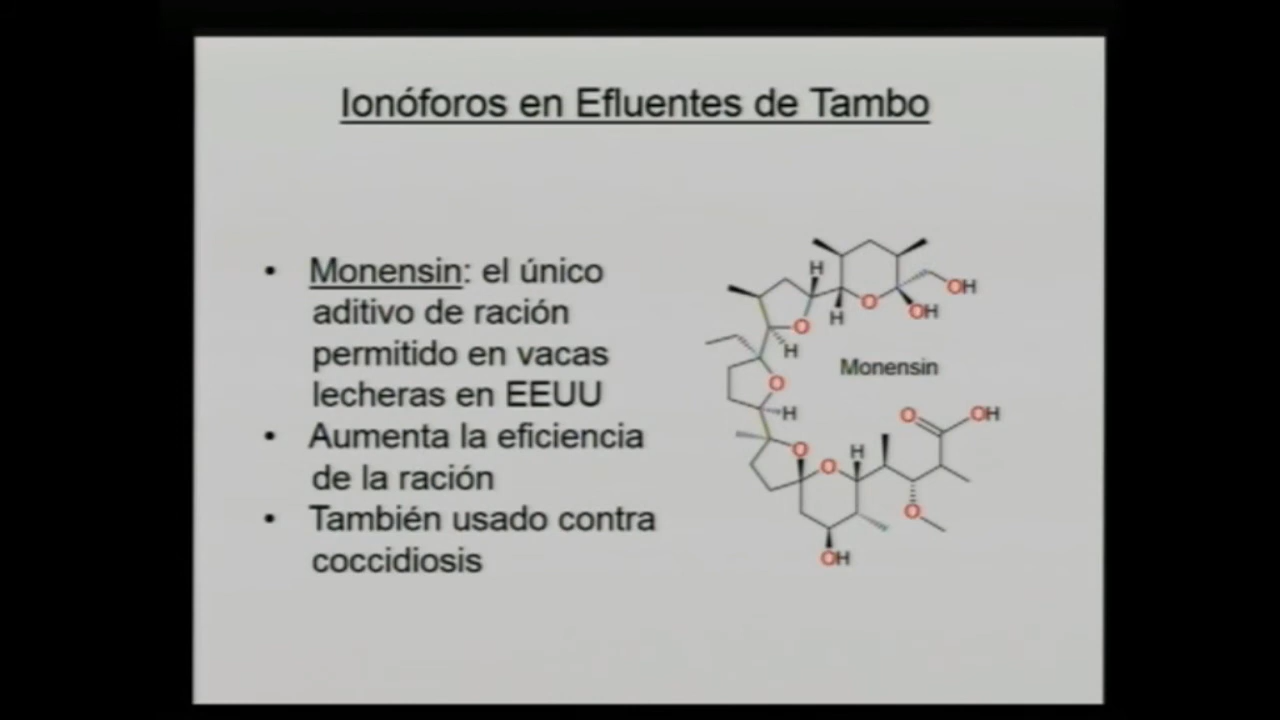 Ionóforos en Efluentes de Tambo
• Monensin: el único
aditivo de ración
permitido en vacas
lecheras en EEUU
• Aumenta la eficiencia
de la ración
• También usado contra
coccidiosis
H
OH
O
H
OH
O
H
Monensin
O
H
O
OH
O
O
H
O
OH